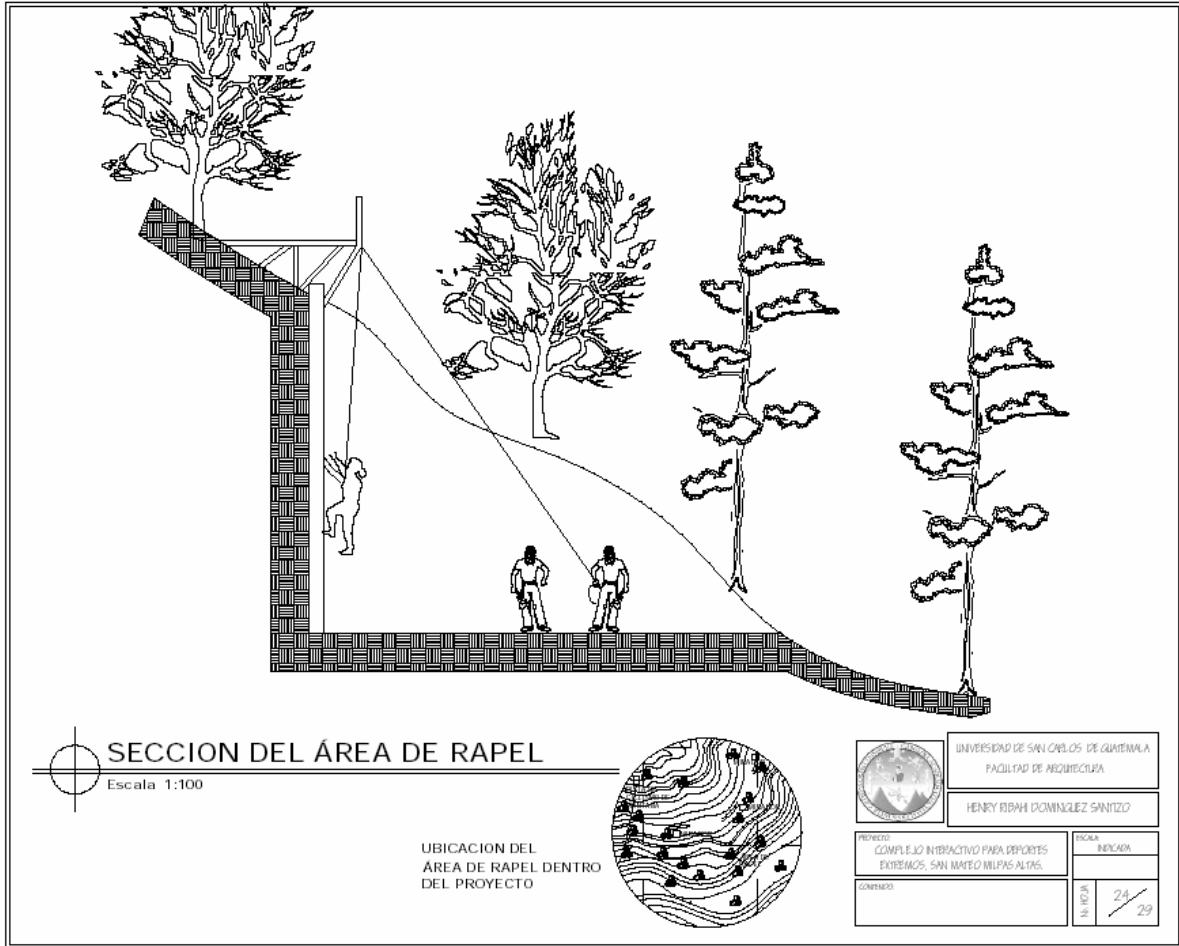 SECCION DEL ÁREA DE RAPEL
Escala 1:100
UBICACION DEL
ÁREA DE RAPEL DENTRO
DEL PROYECTO
UNIVERSIDAD DE SAN CARLOS DE GUATEMALA
FACULTAD DE ARQUITECTURA
HENRY RIBAHI DOMINGUEZ SANTIZO
PROYECTO:
COMPLEJO INTERACTIVO PARA DEPORTES
EXTREMOS, SAN MATEO MILPAS ALTAS.
ESCALA:
INDICADA
CONTENIDO:
No. HOJA
24/29